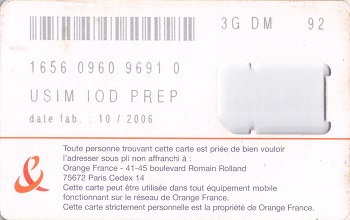 3G DM 92
1656 0960 9691 0
USIM IOD PREP
date fab. : 10 / 2006
&
Toute personne trouvant cette carte est priée de bien vouloir
l'adresser sous pli non affranchi à :
Orange France - 41-45 boulevard Romain Rolland
75672 Paris Cedex 14
Cette carte peut être utilisée dans tout équipement mobile
fonctionnant sur le réseau de Orange France.
Cette carte strictement personnelle est la propriété de Orange France.